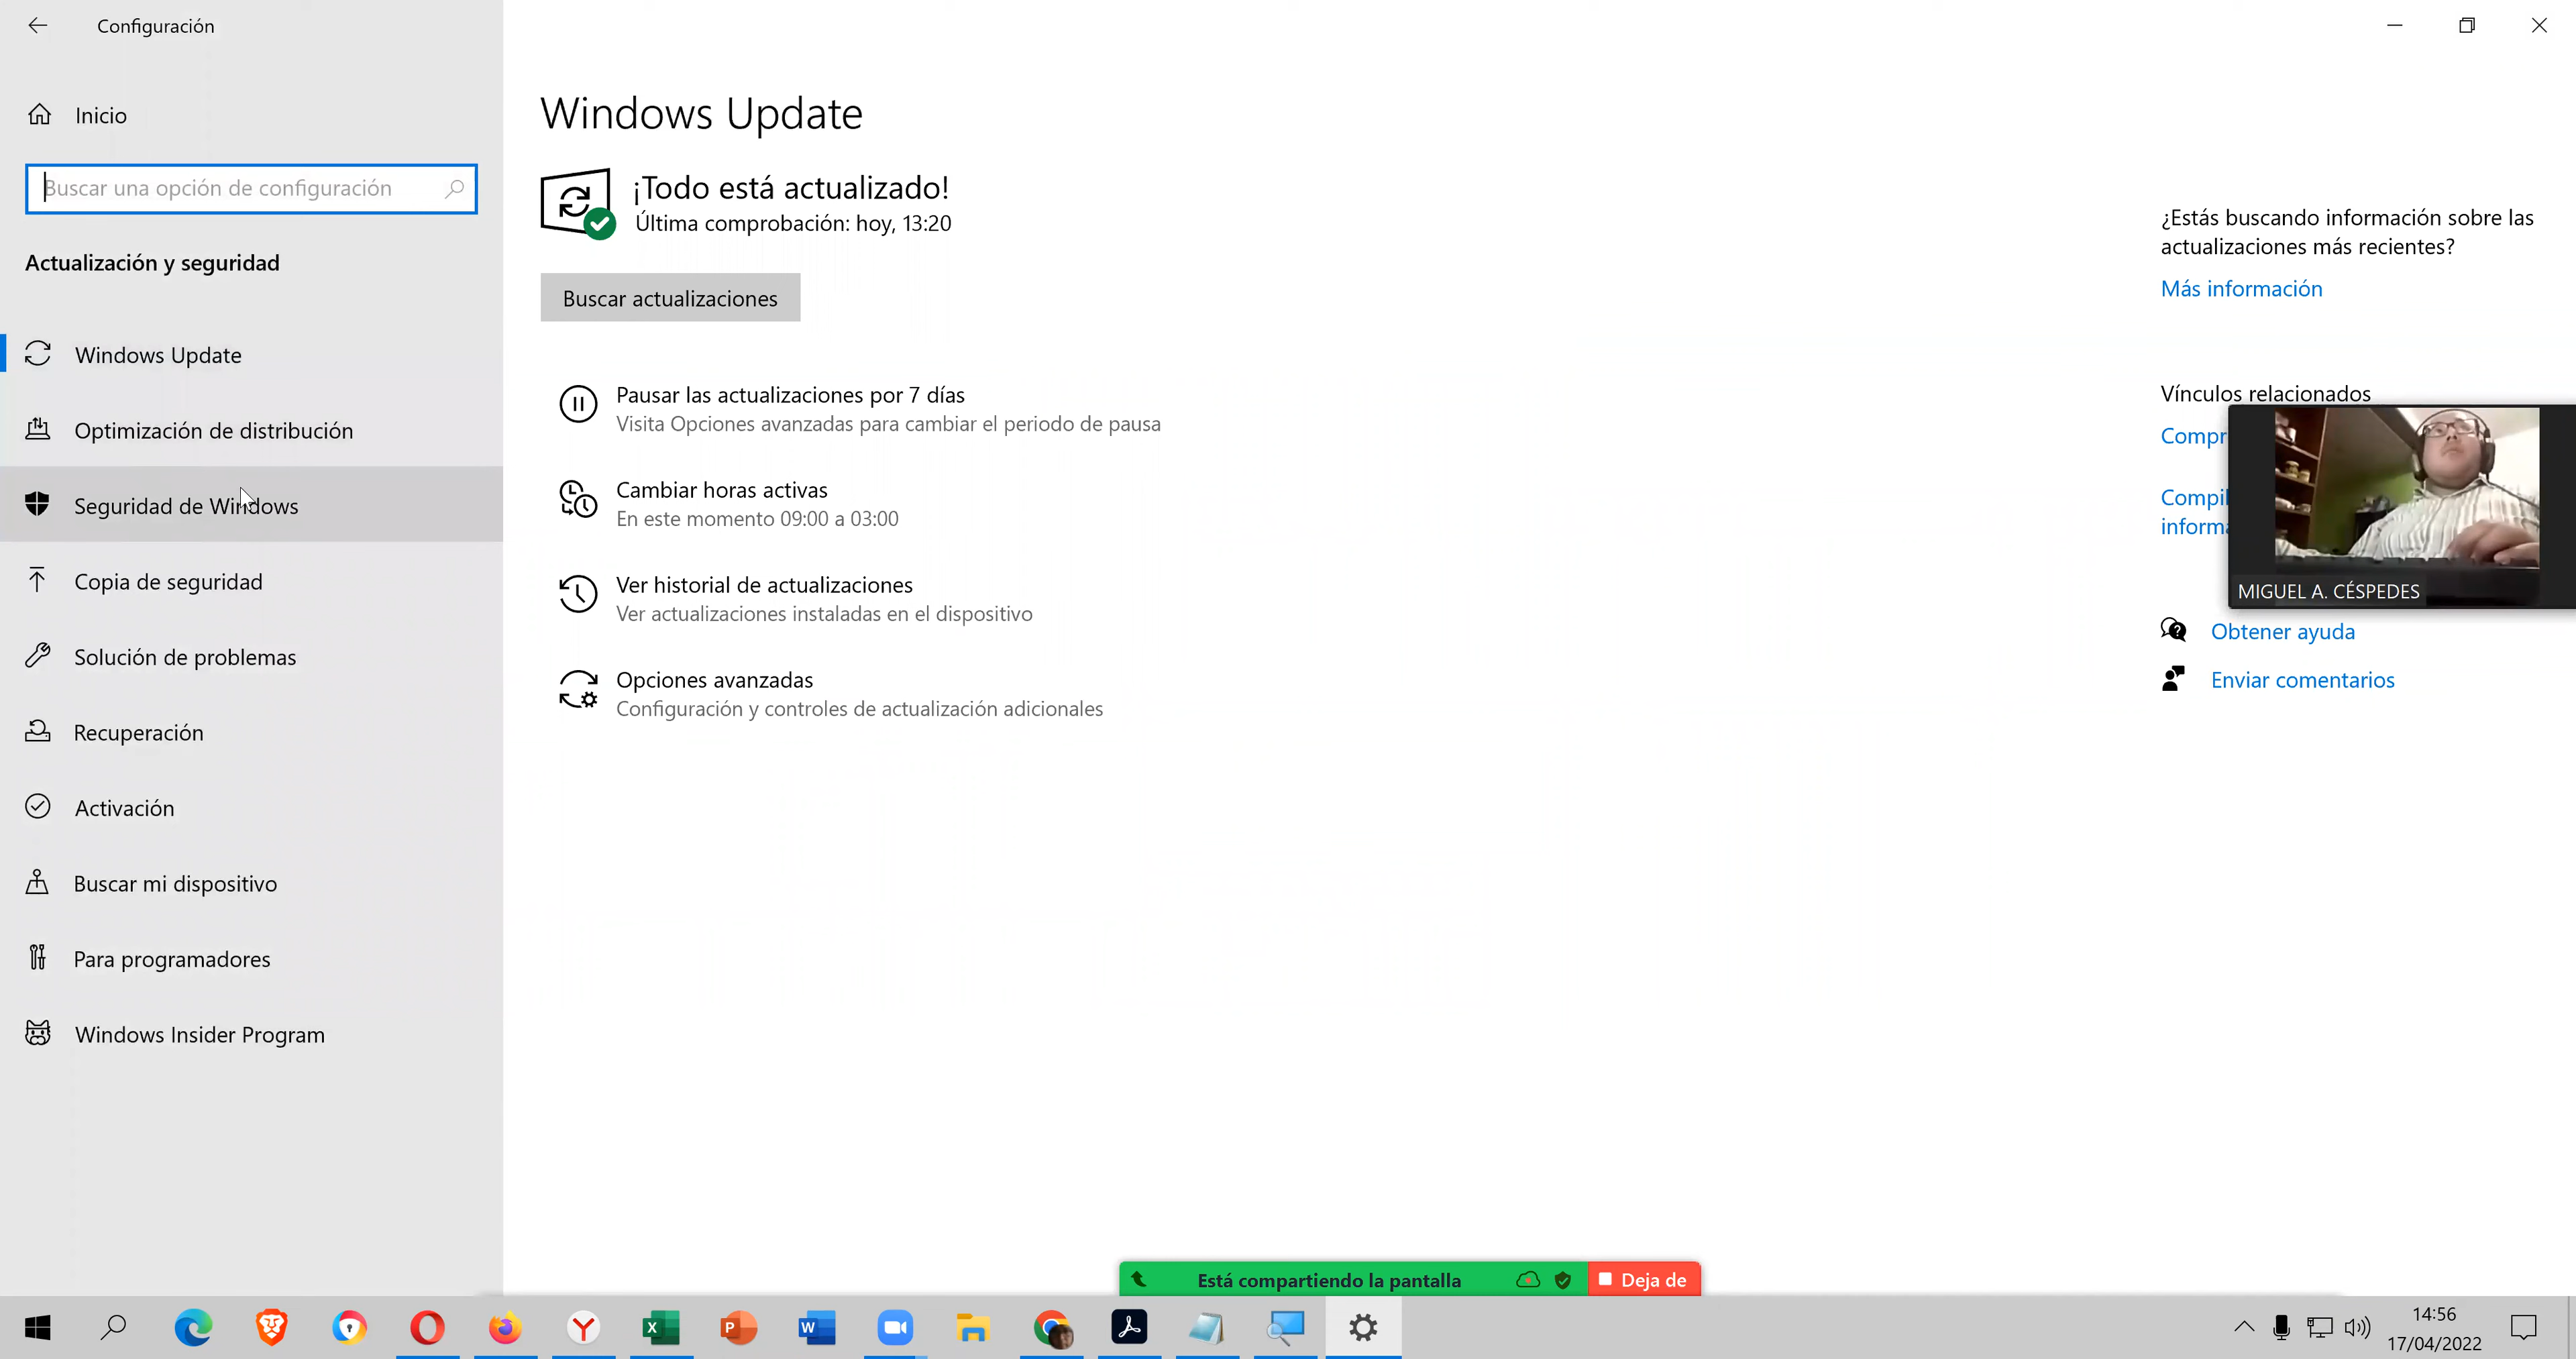 Configuración
Inicio
Buscar una opción de configuración
Actualización y seguridad
Windows Update
Optimización de distribución
Seguridad de Windows
Copia de seguridad
Solución de problemas
Recuperación
Activación
Buscar mi dispositivo
Para programadores
Windows Insider Program
Windows Update
¡Todo está actualizado!
Última comprobación: hoy, 13:20
Buscar actualizaciones
Pausar las actualizaciones por 7 días
Visita Opciones avanzadas para cambiar el periodo de pausa
Cambiar horas activas
En este momento 09:00 a 03:00
Ver historial de actualizaciones
Ver actualizaciones instaladas en el dispositivo
Opciones avanzadas
Configuración y controles de actualización adicionales
¿Estás buscando información sobre las
actualizaciones más recientes?
Más información
Vínculos relacionados
MIGUEL A. CÉSPEDES
Obtener ayuda
Enviar comentarios
Está compartiendo la pantalla
Deja de
14:56
17/04/2022